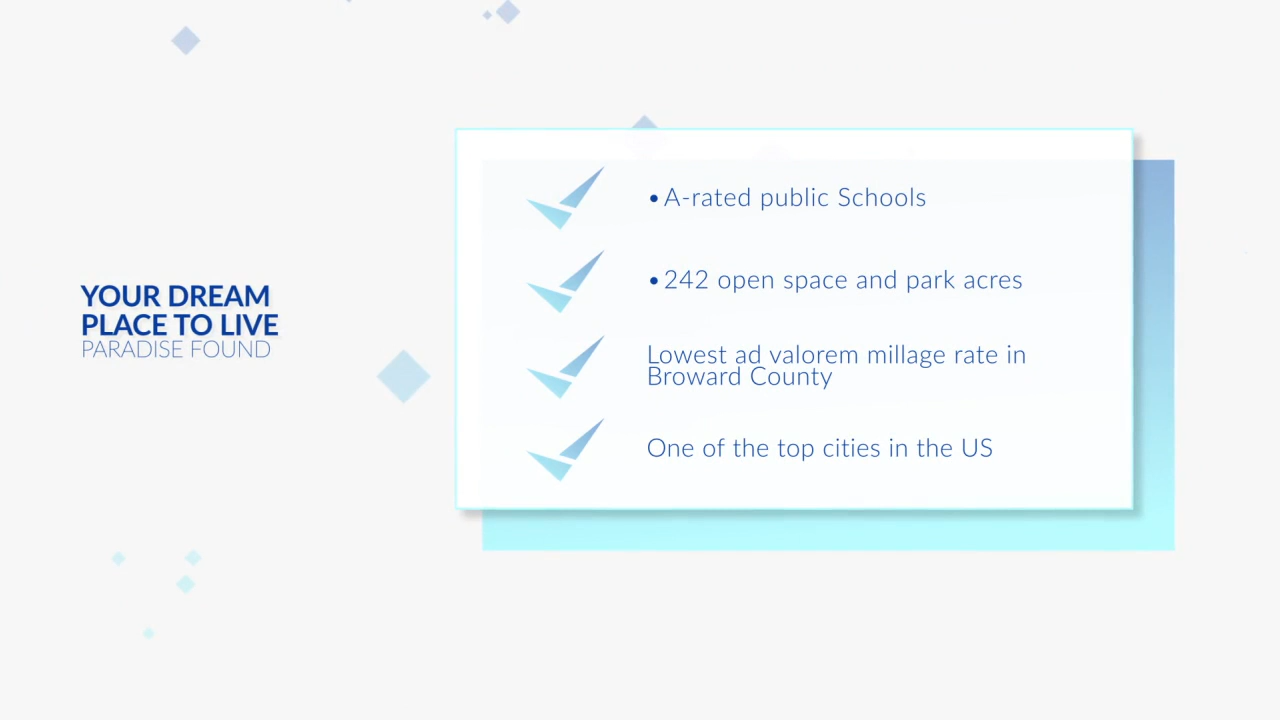 YOUR DREAM
PLACE TO LIVE
PARADISE FOUND
• A-rated public Schools
• 242 open space and park acres
Lowest ad valorem millage rate in
Broward County
One of the top cities in the US